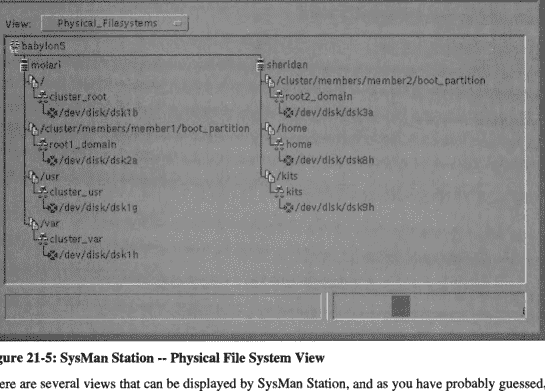 View: Physical_Filesystems
babylon5
molari
/
cluster_root
/dev/disk/dsk1b
/cluster/members/member1/boot_partition
root1_domain
/dev/disk/dsk2a
/usr
cluster_usr
/dev/disk/dsk1g
/var
cluster_var
/dev/disk/dsk1h
sheridan
/cluster/members/member2/boot_partition
root2_domain
/dev/disk/dsk3a
/home
home
/dev/disk/dsk8h
/kits
kits
/dev/disk/dsk9h
gure 21-5: SysMan Station -- Physical File System View
ere are several views that can be displayed by SysMan Station, and as you have probably guessed,